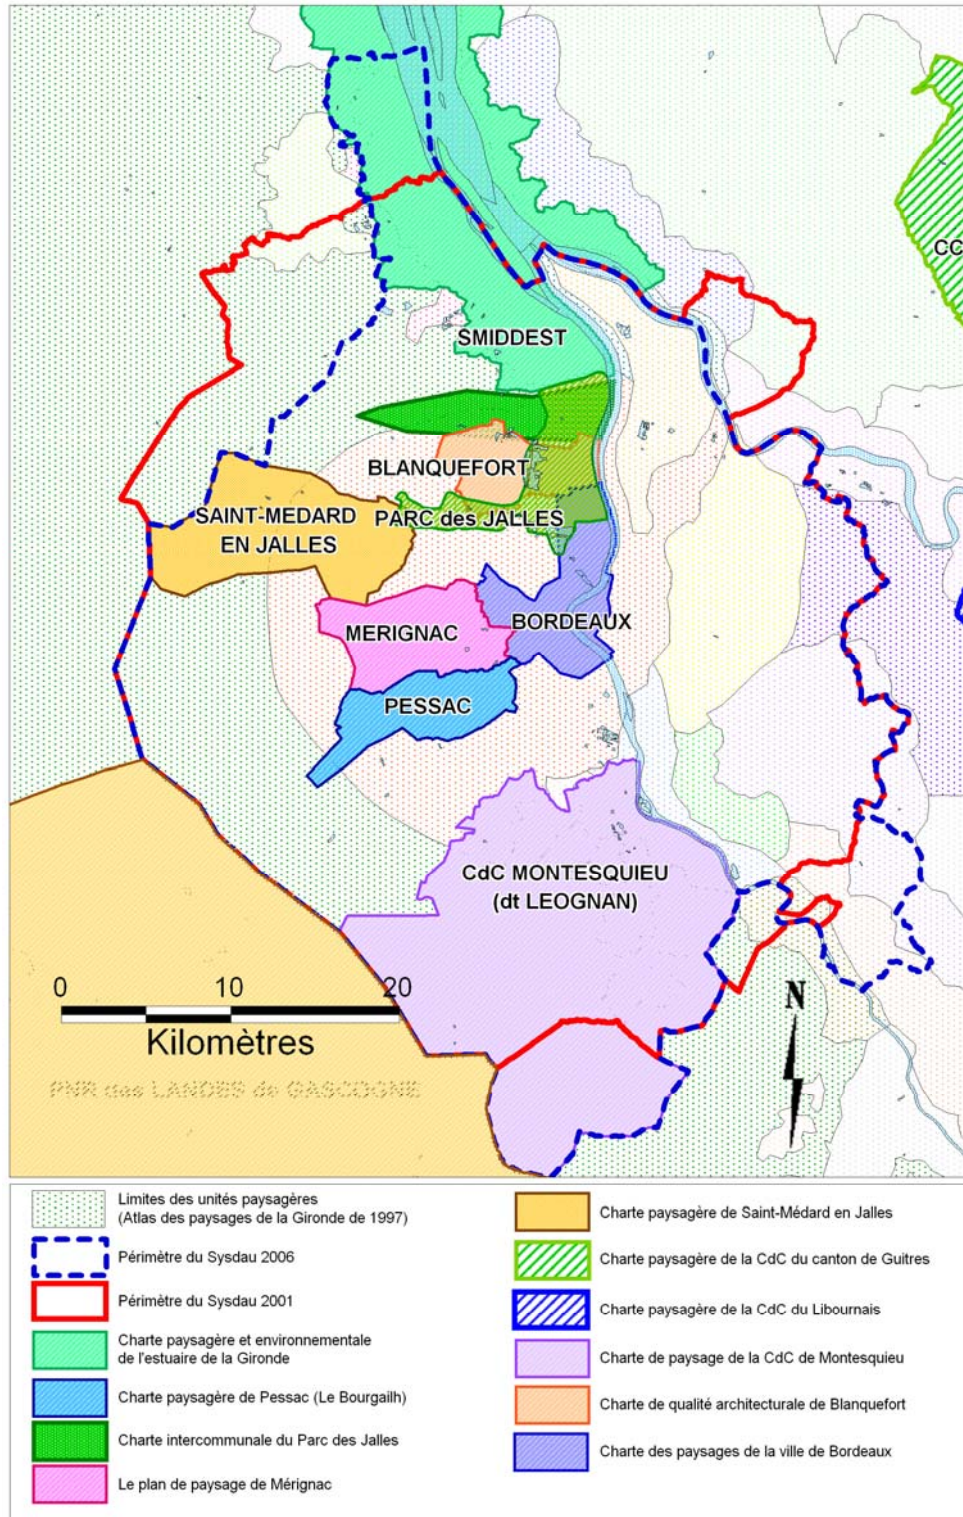 CC
SMIDDEST
BLANQUEFORT
SAINT-MEDARD
EN JALLES
PARC des JALLES
MERIGNAC
BORDEAUX
PESSAC
CdC MONTESQUIEU
(dt LEOGNAN)
0 10 20
Kilomètres
N
PNR des LANDES de GASCOGNE
Limites des unités paysagères
(Atlas des paysages de la Gironde de 1997)
Périmètre du Sysdau 2006
Périmètre du Sysdau 2001
Charte paysagère et environnementale
de l'estuaire de la Gironde
Charte paysagère de Pessac (Le Bourgailh)
Charte intercommunale du Parc des Jalles
Le plan de paysage de Mérignac
Charte paysagère de Saint-Médard en Jalles
Charte paysagère de la CdC du canton de Guitres
Charte paysagère de la CdC du Libournais
Charte de paysage de la CdC de Montesquieu
Charte de qualité architecturale de Blanquefort
Charte des paysages de la ville de Bordeaux